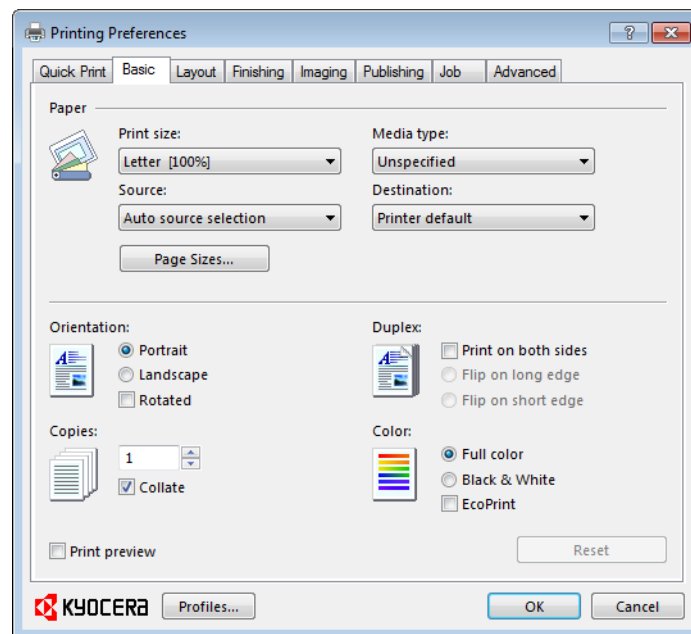 Printing Preferences
Quick Print Basic Layout Finishing Imaging Publishing Job Advanced
Paper
Print size: Media type:
Letter [100%] Unspecified
Source: Destination:
Auto source selection Printer default
Page Sizes...
Orientation: Duplex:
Portrait Print on both sides
Landscape Flip on long edge
Rotated Flip on short edge
Copies: Color:
1 Full color
Collate Black & White
EcoPrint
Print preview Reset
KYOCERA Profiles... OK Cancel